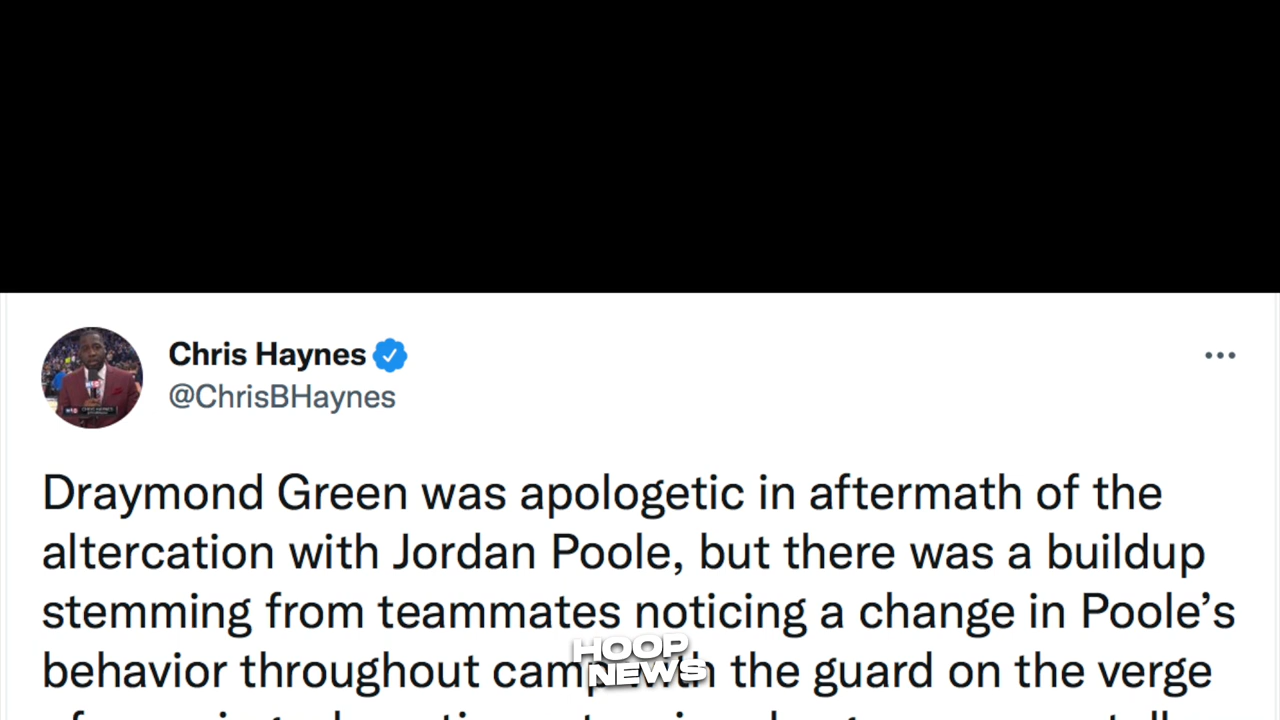 Chris Haynes
@ChrisBHaynes
Draymond Green was apologetic in aftermath of the
altercation with Jordan Poole, but there was a buildup
stemming from teammates noticing a change in Poole’s
behavior throughout camp with the guard on the verge
HOOP
NEWS